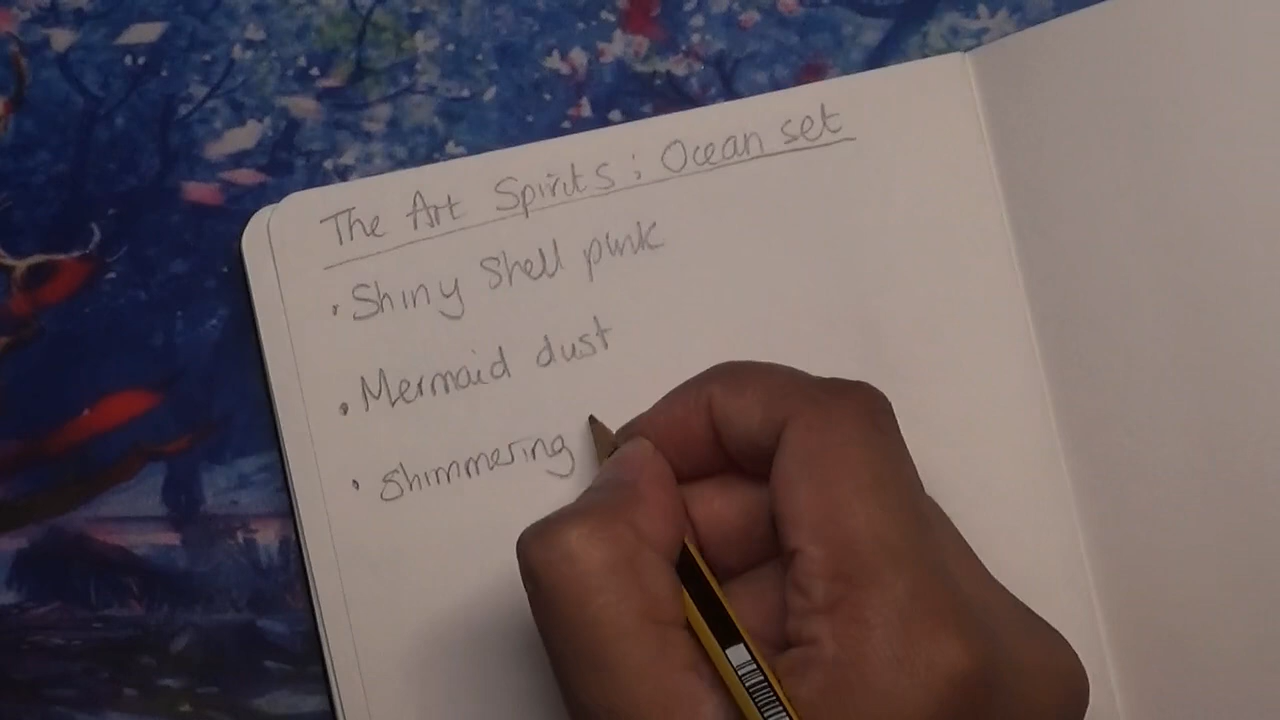 The Art Spirits; Ocean set
• Shiny Shell pink
• Mermaid dust
• Shimmering